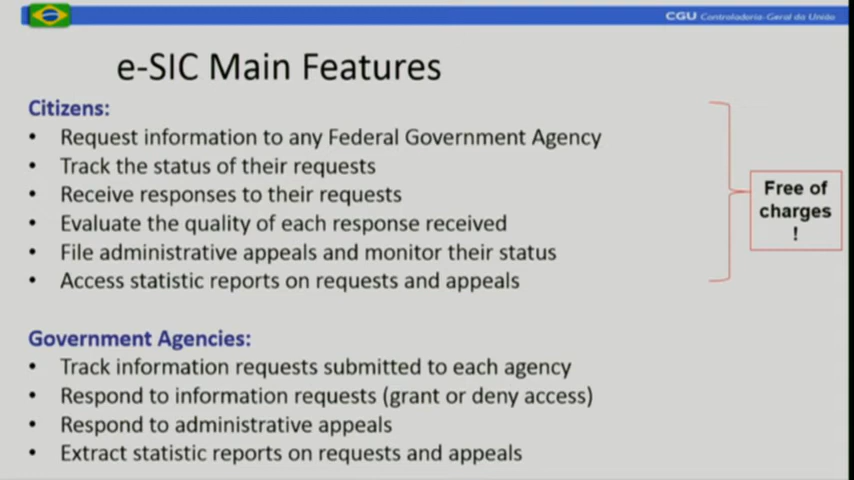 CGU Controladoria-Geral da União
e-SIC Main Features
Citizens:
• Request information to any Federal Government Agency
• Track the status of their requests
• Receive responses to their requests
• Evaluate the quality of each response received
• File administrative appeals and monitor their status
• Access statistic reports on requests and appeals
Free of
charges
!
Government Agencies:
• Track information requests submitted to each agency
• Respond to information requests (grant or deny access)
• Respond to administrative appeals
• Extract statistic reports on requests and appeals